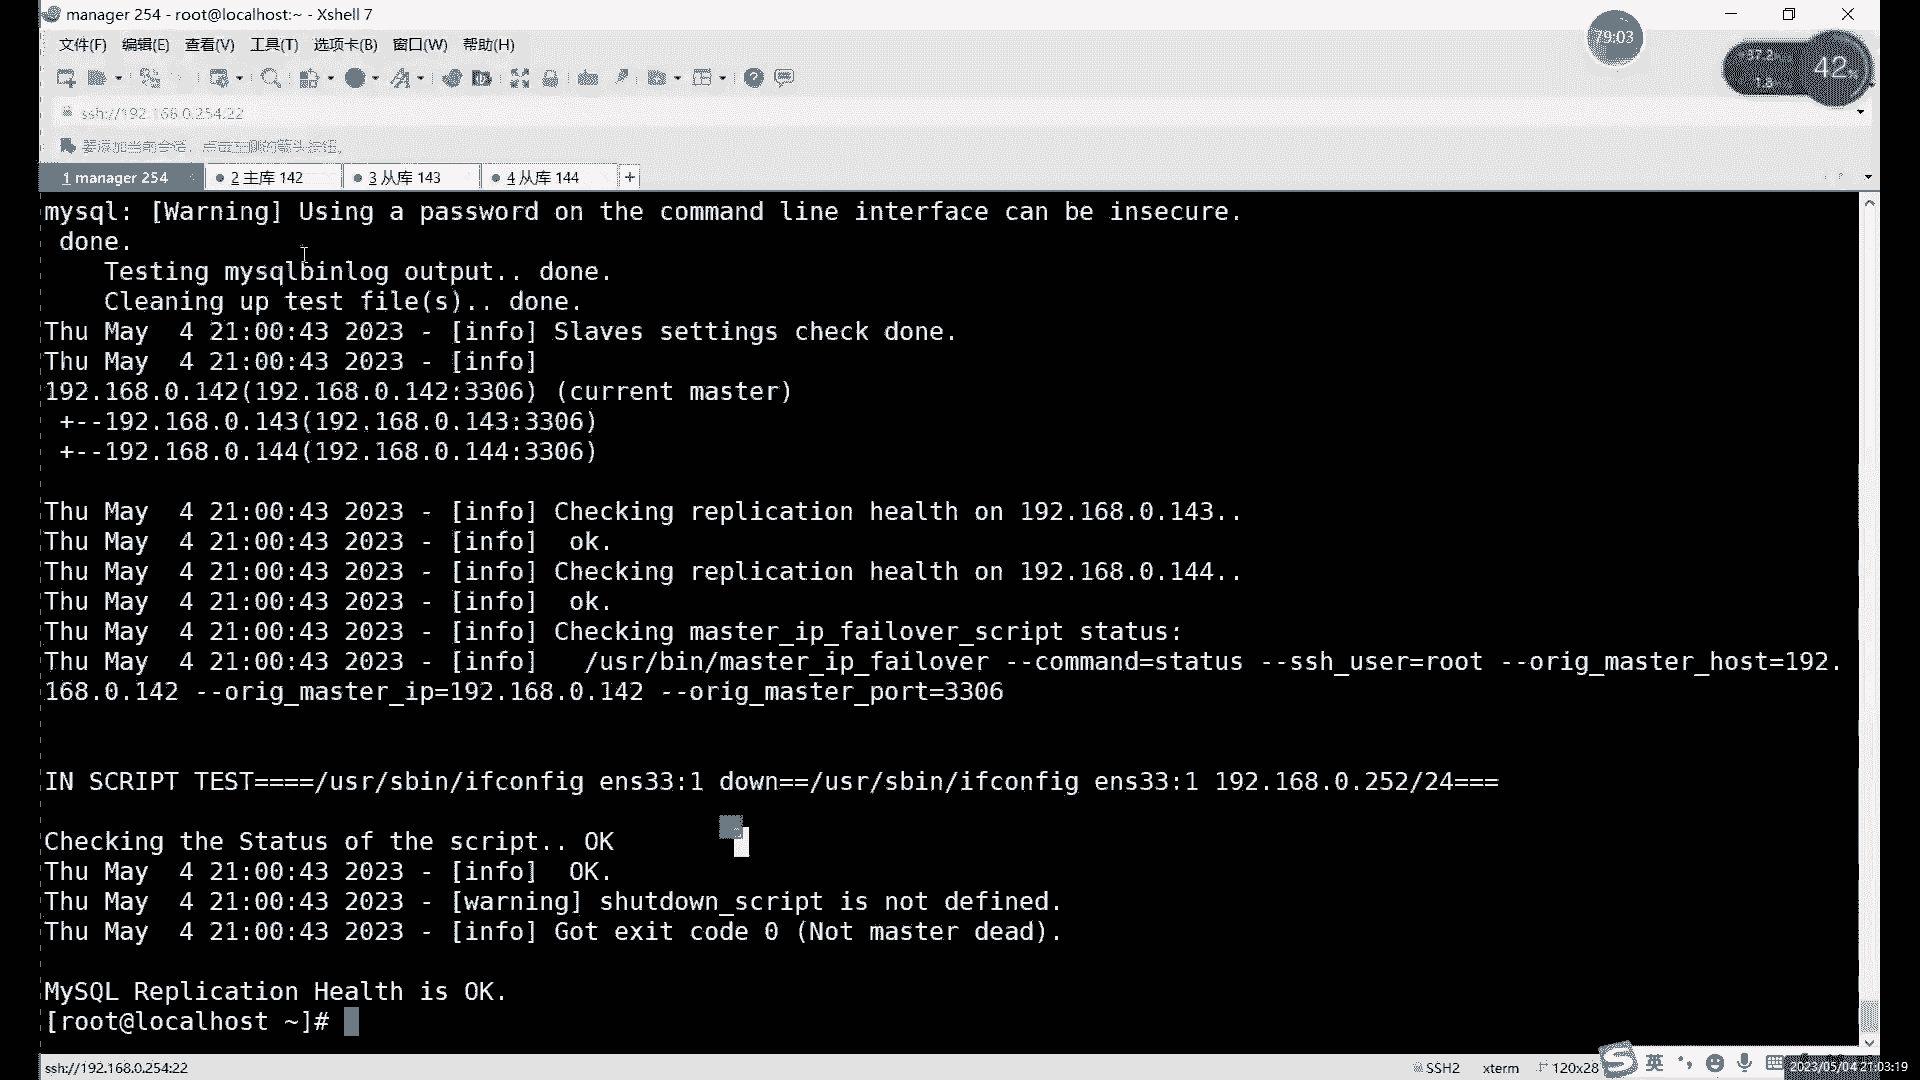 manager 254 - root@localhost:~ - Xshell 7
79:03
文件(F) 编辑(E) 查看(V) 工具(T) 选项卡(B) 窗口(W) 帮助(H)
42%
ssh://192.168.0.254:22
要添加当前会话，点击左侧的箭头按钮。
1 manager 254 2 主库 142 3 从库 143 4 从库 144 +
mysql: [Warning] Using a password on the command line interface can be insecure.
 done.
    Testing mysqlbinlog output.. done.
    Cleaning up test file(s).. done.
Thu May  4 21:00:43 2023 - [info] Slaves settings check done.
Thu May  4 21:00:43 2023 - [info]
192.168.0.142(192.168.0.142:3306) (current master)
 +--192.168.0.143(192.168.0.143:3306)
 +--192.168.0.144(192.168.0.144:3306)
Thu May  4 21:00:43 2023 - [info] Checking replication health on 192.168.0.143..
Thu May  4 21:00:43 2023 - [info]  ok.
Thu May  4 21:00:43 2023 - [info] Checking replication health on 192.168.0.144..
Thu May  4 21:00:43 2023 - [info]  ok.
Thu May  4 21:00:43 2023 - [info] Checking master_ip_failover_script status:
Thu May  4 21:00:43 2023 - [info]   /usr/bin/master_ip_failover --command=status --ssh_user=root --orig_master_host=192.
168.0.142 --orig_master_ip=192.168.0.142 --orig_master_port=3306
IN SCRIPT TEST====/usr/sbin/ifconfig ens33:1 down==/usr/sbin/ifconfig ens33:1 192.168.0.252/24===
Checking the Status of the script.. OK
Thu May  4 21:00:43 2023 - [info]  OK.
Thu May  4 21:00:43 2023 - [warning] shutdown_script is not defined.
Thu May  4 21:00:43 2023 - [info] Got exit code 0 (Not master dead).
MySQL Replication Health is OK.
[root@localhost ~]#
ssh://192.168.0.254:22 SSH2 xterm 120x28 英 2023/05/04 21:03:19